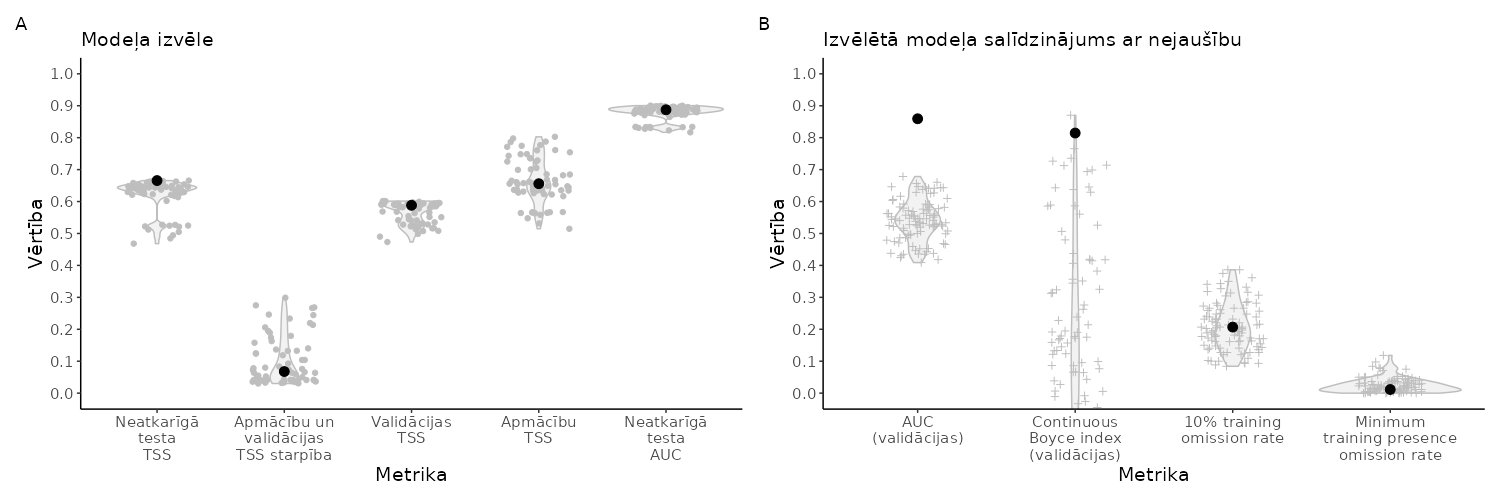 A
Modeļa izvēle
Vērtība
1.0
0.9
0.8
0.7
0.6
0.5
0.4
0.3
0.2
0.1
0.0
Neatkarīgā
testa
TSS
Apmācību un
validācijas
TSS starpība
Validācijas
TSS
Apmācību
TSS
Neatkarīgā
testa
AUC
Metrika
B
Izvēlētā modeļa salīdzinājums ar nejaušību
Vērtība
1.0
0.9
0.8
0.7
0.6
0.5
0.4
0.3
0.2
0.1
0.0
AUC
(validācijas)
Continuous
Boyce index
(validācijas)
10% training
omission rate
Minimum
training presence
omission rate
Metrika